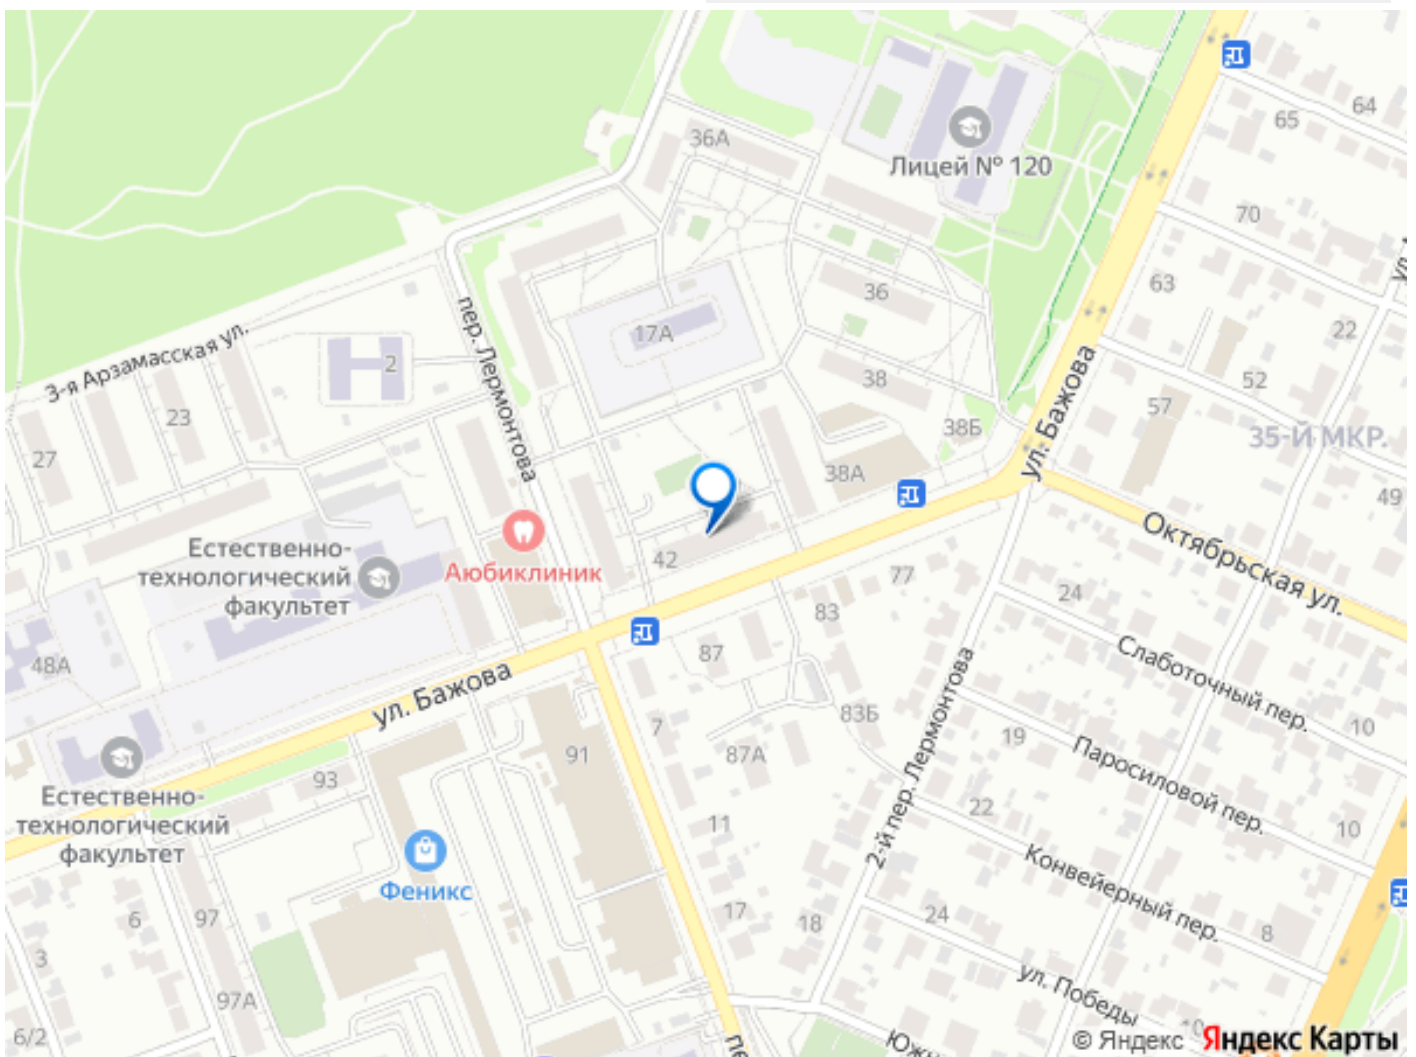 64
65
36А
Лицей № 120
70
ул.
63
36
17А
22
пер. Лермонтова
3-я Арзамасская ул.
2
38
52
ул. Бажова
57
23
38Б
35-Й МКР.
27
38А
49
Октябрьская ул.
Естественно-
технологический
факультет
42
Аюбиклиник
77
24
83
Слаботочный пер.
48А
87
ул. Бажова
2-й пер. Лермонтова
83Б
7
19
10
91
87А
Паросиловой пер.
93
Естественно-
технологический
факультет
22
11
10
Конвейерный пер.
Феникс
6
97
17
18
24
8
3
ул. Победы
97А
6/2
© Яндекс Яндекс Карты